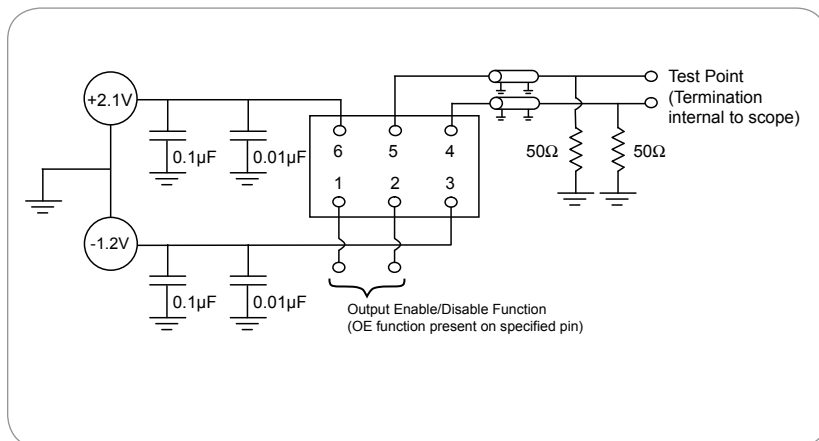 +2.1V
Test Point
(Termination
internal to scope)
0.1µF
0.01µF
6 5 4
50Ω
50Ω
1 2 3
-1.2V
0.1µF
0.01µF
Output Enable/Disable Function
(OE function present on specified pin)